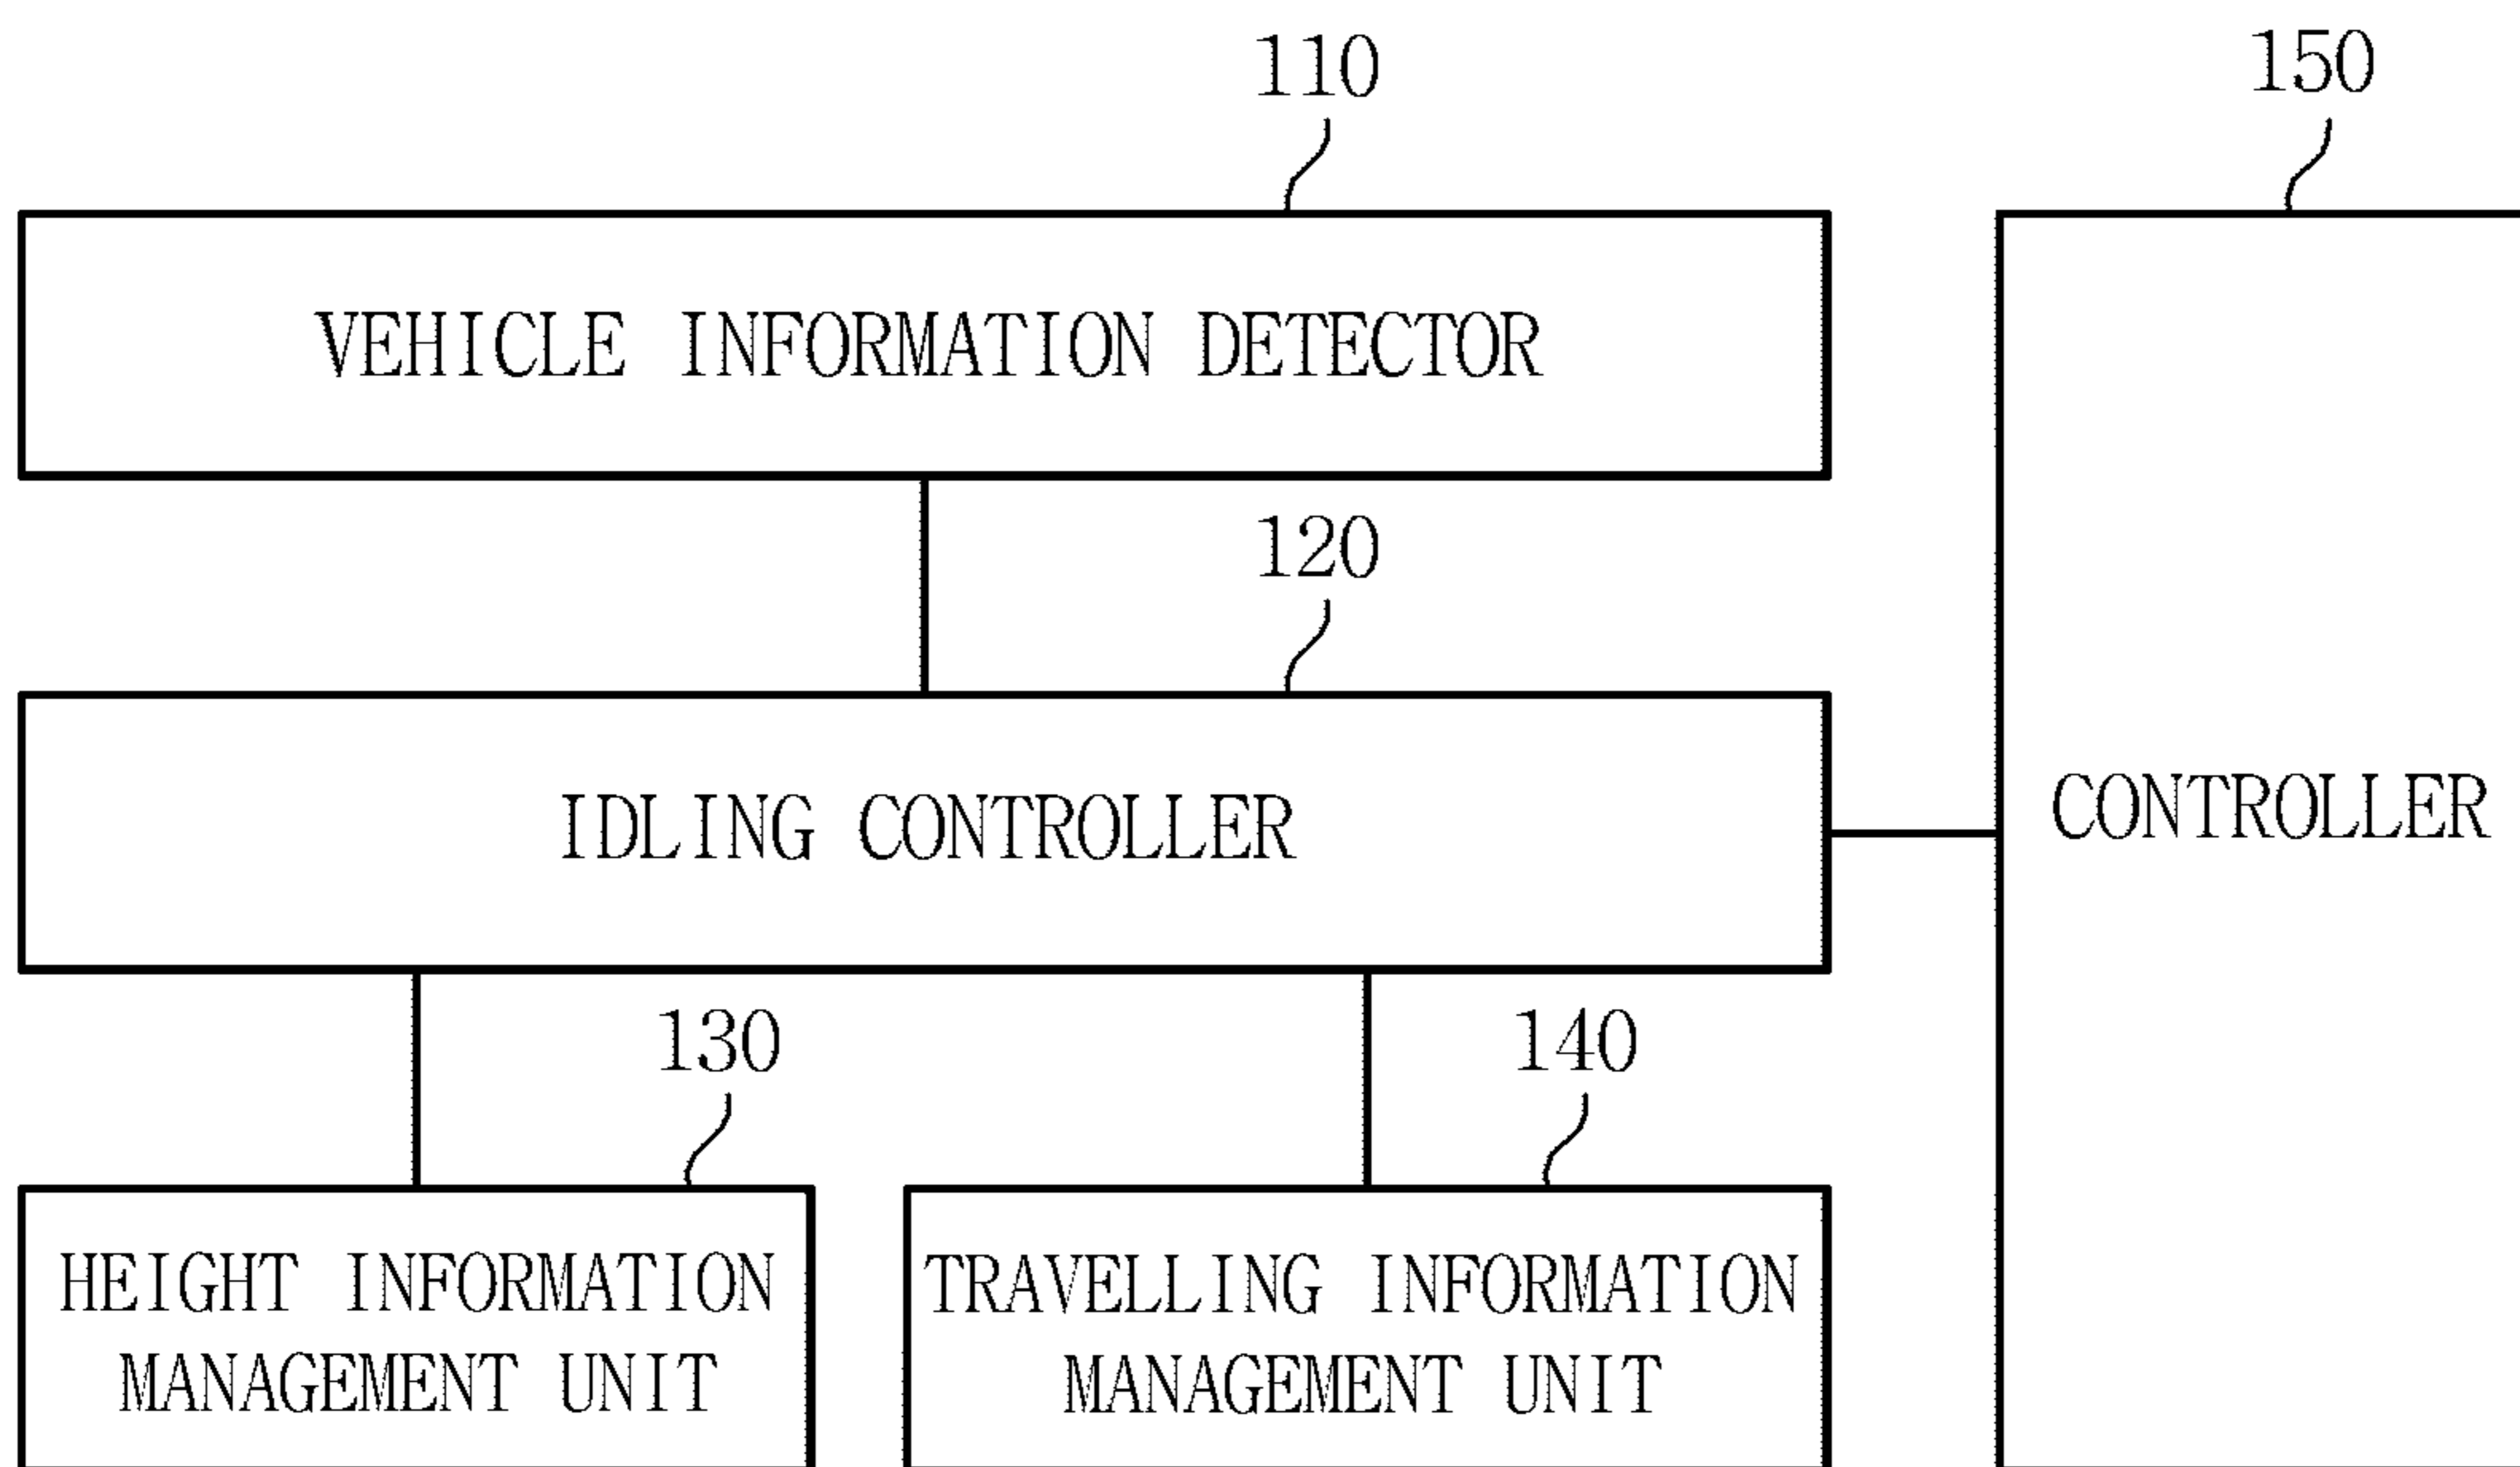 110
150
VEHICLE INFORMATION DETECTOR
120
IDLING CONTROLLER
CONTROLLER
130
140
HEIGHT INFORMATION
MANAGEMENT UNIT
TRAVELLING INFORMATION
MANAGEMENT UNIT